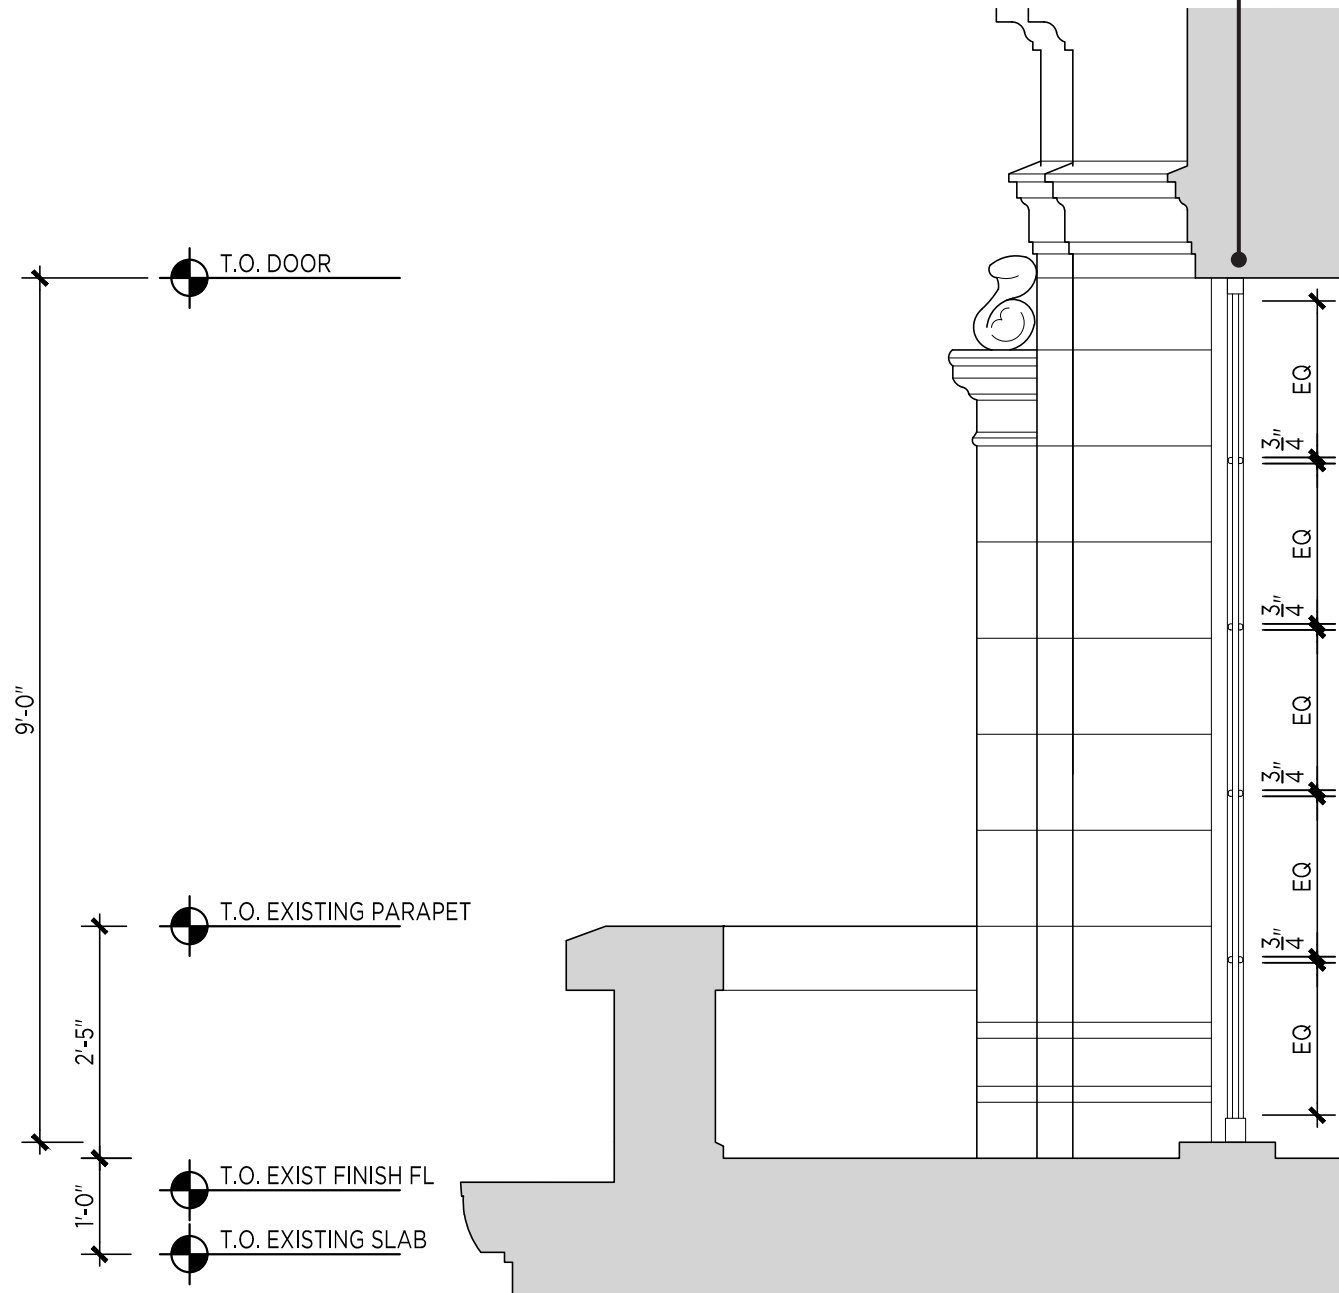 T.O. DOOR
EQ
3/4"
EQ
3/4"
EQ
9'-0"
3/4"
EQ
T.O. EXISTING PARAPET
3/4"
2'-5"
EQ
T.O. EXIST FINISH FL
1'-0"
T.O. EXISTING SLAB